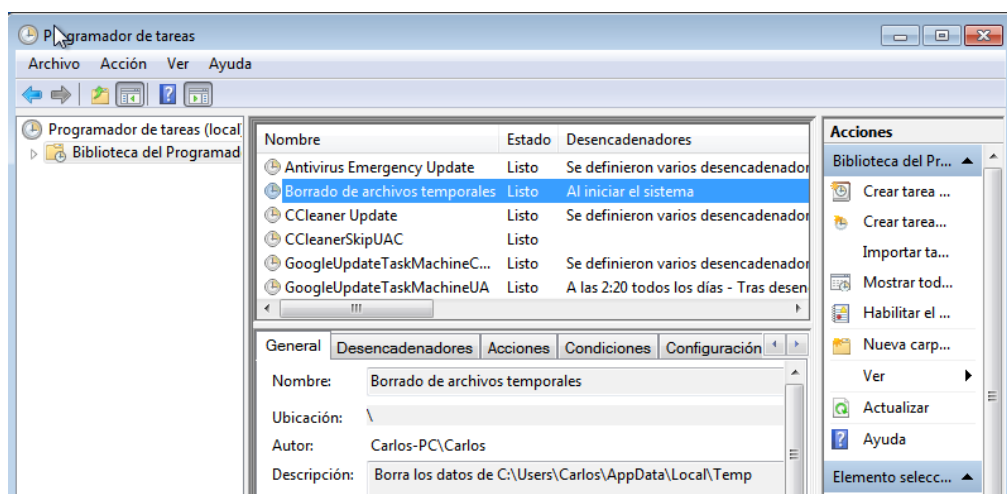 Programador de tareas
Archivo Acción Ver Ayuda
Programador de tareas (local
Biblioteca del Programad
Nombre Estado Desencadenadores
Antivirus Emergency Update Listo Se definieron varios desencadenador
Borrado de archivos temporales Listo Al iniciar el sistema
CCleaner Update Listo Se definieron varios desencadenador
CCleanerSkipUAC Listo
GoogleUpdateTaskMachineC... Listo Se definieron varios desencadenador
GoogleUpdateTaskMachineUA Listo A las 2:20 todos los días - Tras desen
General Desencadenadores Acciones Condiciones Configuración
Nombre: Borrado de archivos temporales
Ubicación: \
Autor: Carlos-PC\Carlos
Descripción: Borra los datos de C:\Users\Carlos\AppData\Local\Temp
Acciones
Biblioteca del Pr...
Crear tarea ...
Crear tarea...
Importar ta...
Mostrar tod...
Habilitar el ...
Nueva carp...
Ver
Actualizar
Ayuda
Elemento selecc...